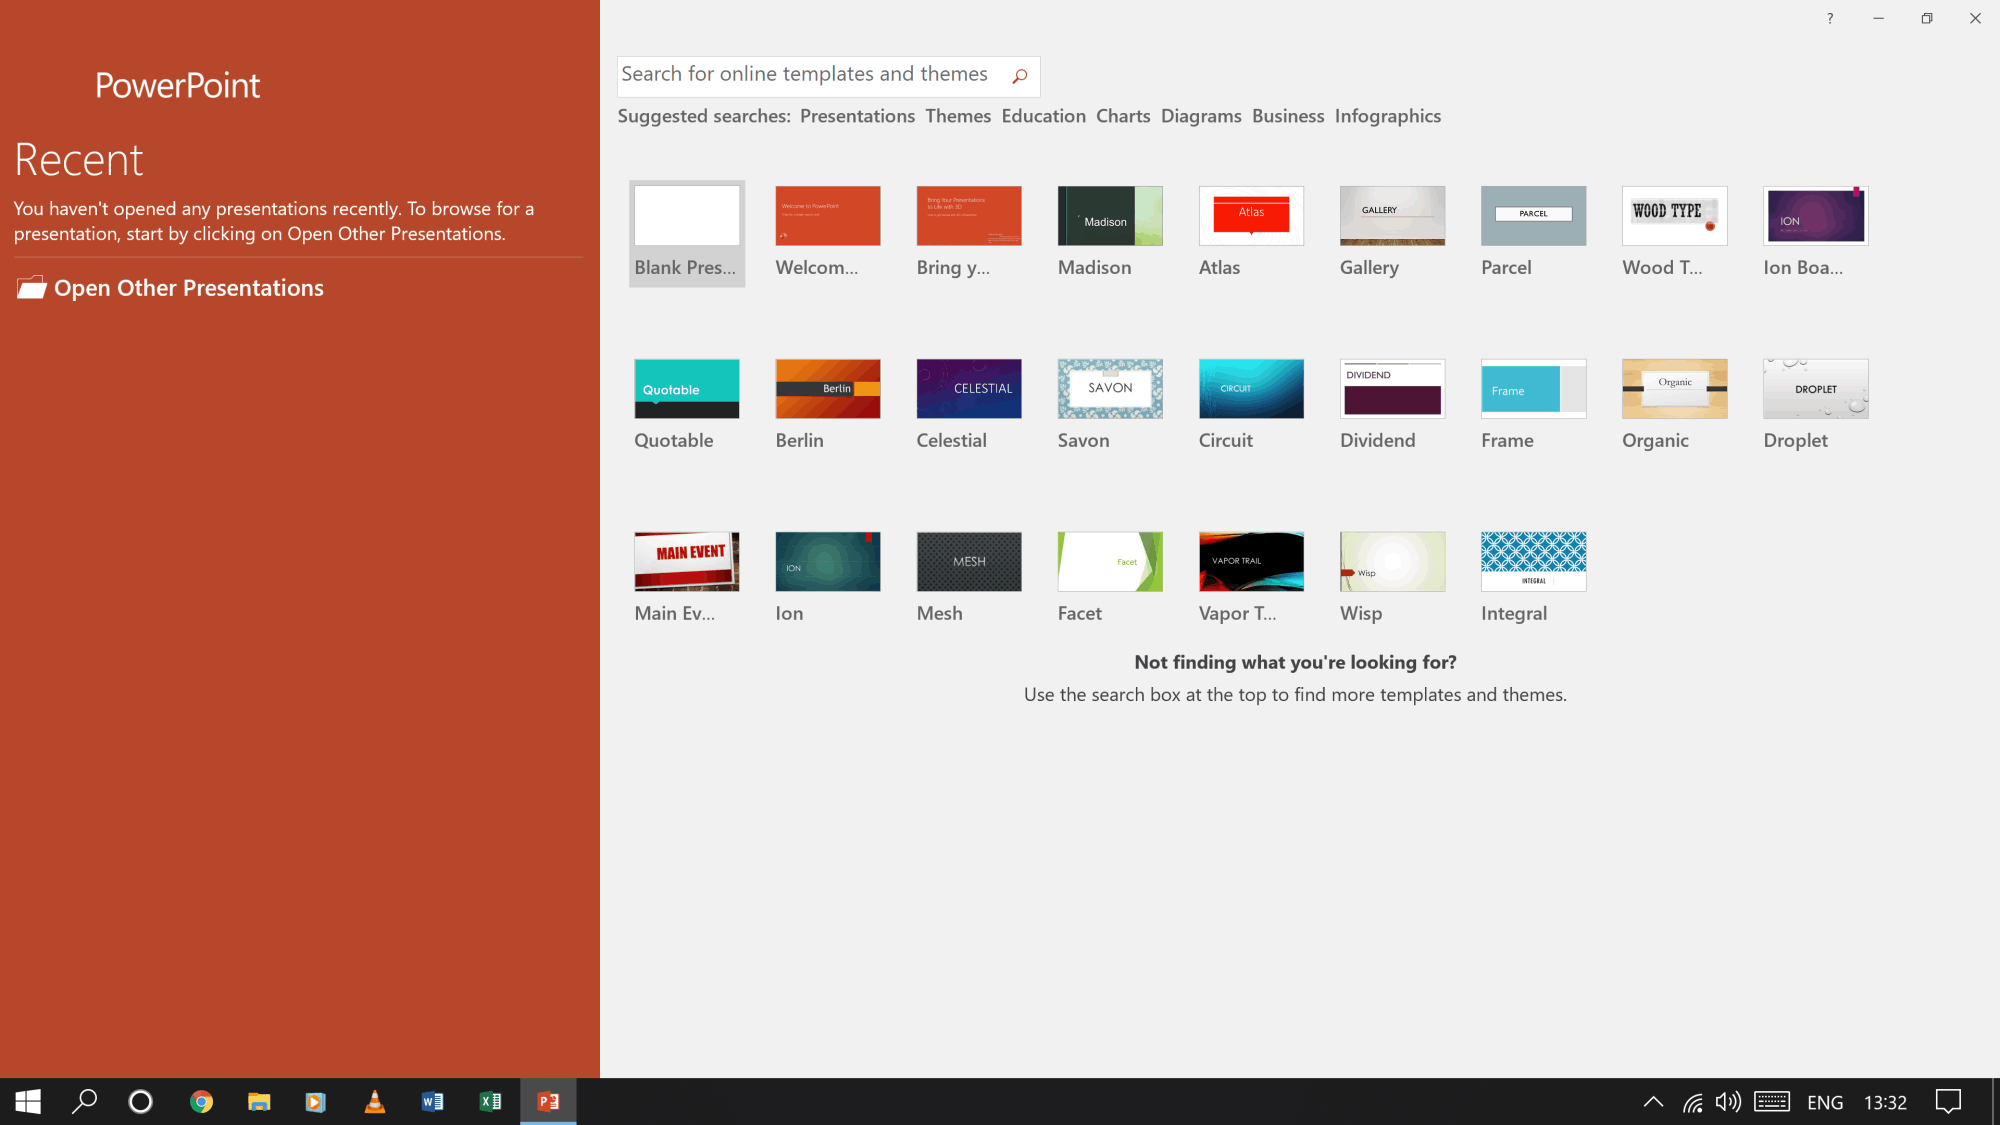 PowerPoint
Recent
You haven't opened any presentations recently. To browse for a
presentation, start by clicking on Open Other Presentations.
Open Other Presentations
?
Search for online templates and themes
Suggested searches: Presentations Themes Education Charts Diagrams Business Infographics
Welcome to PowerPoint
Bring Your Presentations
to Life with 3D
Madison
Atlas
GALLERY
PARCEL
WOOD TYPE
ION
Blank Pres... Welcom... Bring y... Madison Atlas Gallery Parcel Wood T... Ion Boa...
Quotable
Berlin
CELESTIAL
SAVON
CIRCUIT
DIVIDEND
Frame
Organic
DROPLET
Quotable Berlin Celestial Savon Circuit Dividend Frame Organic Droplet
MAIN EVENT
ION
MESH
Facet
VAPOR TRAIL
Wisp
INTEGRAL
Main Ev... Ion Mesh Facet Vapor T... Wisp Integral
Not finding what you're looking for?
Use the search box at the top to find more templates and themes.
ENG 13:32